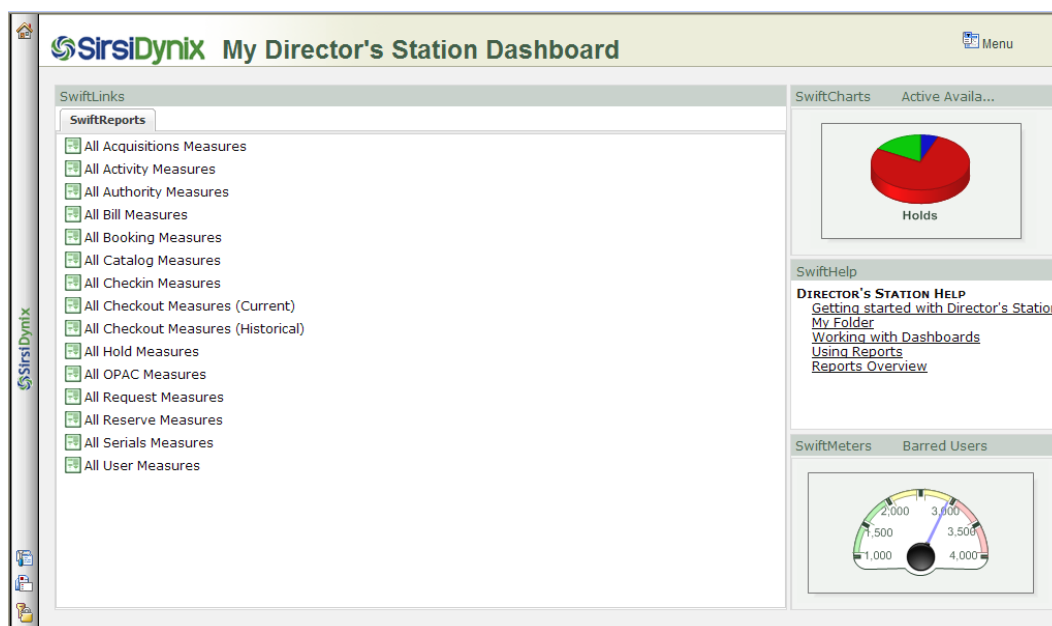 SirsiDynix My Director's Station Dashboard
Menu
SwiftLinks
SwiftReports
All Acquisitions Measures
All Activity Measures
All Authority Measures
All Bill Measures
All Booking Measures
All Catalog Measures
All Checkin Measures
All Checkout Measures (Current)
All Checkout Measures (Historical)
All Hold Measures
All OPAC Measures
All Request Measures
All Reserve Measures
All Serials Measures
All User Measures
SirsiDynix
SwiftCharts Active Availa...
Holds
SwiftHelp
DIRECTOR'S STATION HELP
Getting started with Director's Station
My Folder
Working with Dashboards
Using Reports
Reports Overview
SwiftMeters Barred Users
2,000 3,000
1,500 3,500
1,000 4,000